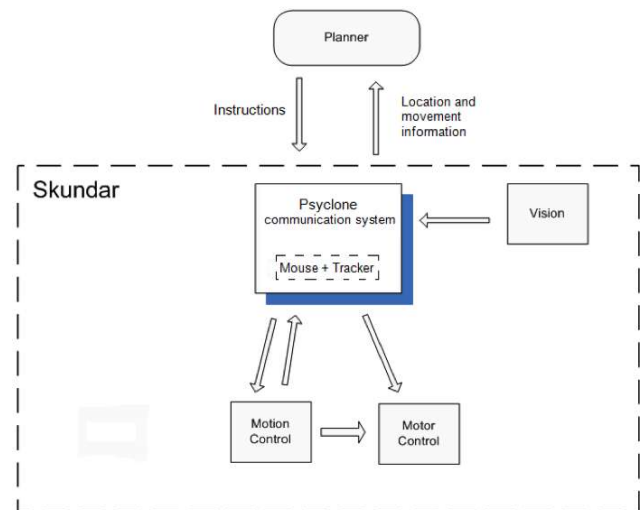 Planner
Instructions
Location and
movement
information
Skundar
Psyclone
communication system
Mouse + Tracker
Vision
Motion
Control
Motor
Control